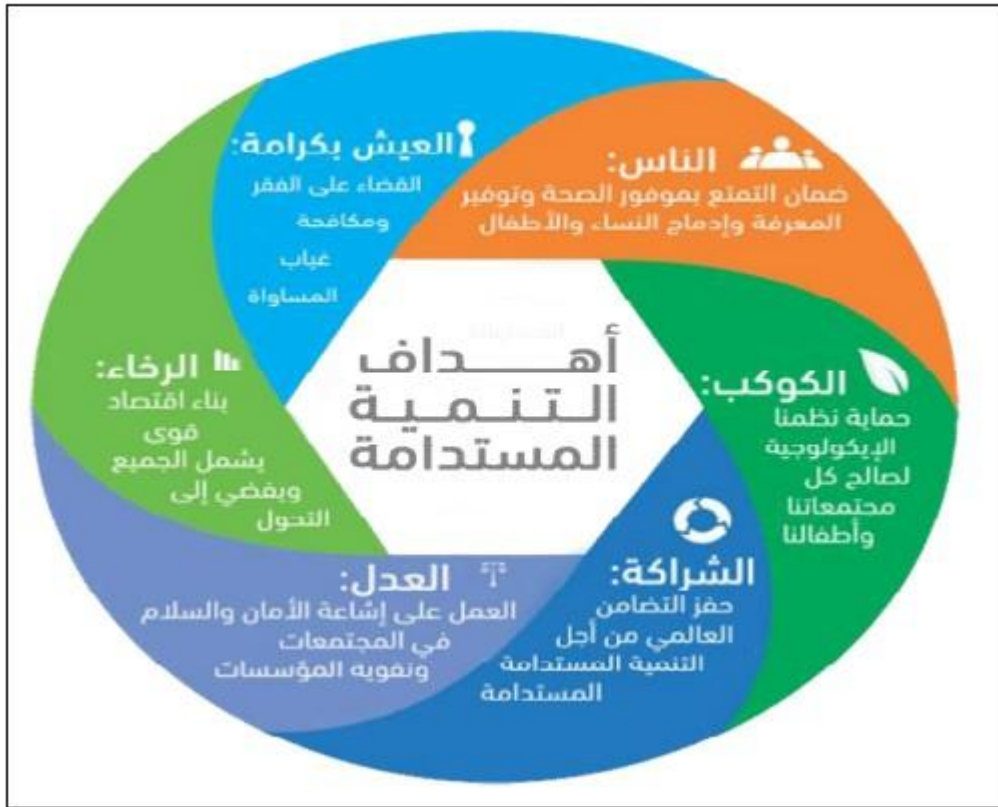 أهداف
التنمية
المستدامة
الناس:
ضمان التمتع بموفور الصحة وتوفير
المعرفة وإدماج النساء والأطفال
الكوكب:
حماية نظمنا
الإيكولوجية
لصالح كل
مجتمعاتنا
وأطفالنا
الشراكة:
حفز التضامن
العالمي من أجل
التنمية المستدامة
المستدامة
العدل:
العمل على إشاعة الأمان والسلام
في المجتمعات
وتقويه المؤسسات
الرخاء:
بناء اقتصاد
قوى
يشمل الجميع
ويفضي إلى
التحول
العيش بكرامة:
القضاء على الفقر
ومكافحة
غياب
المساواة